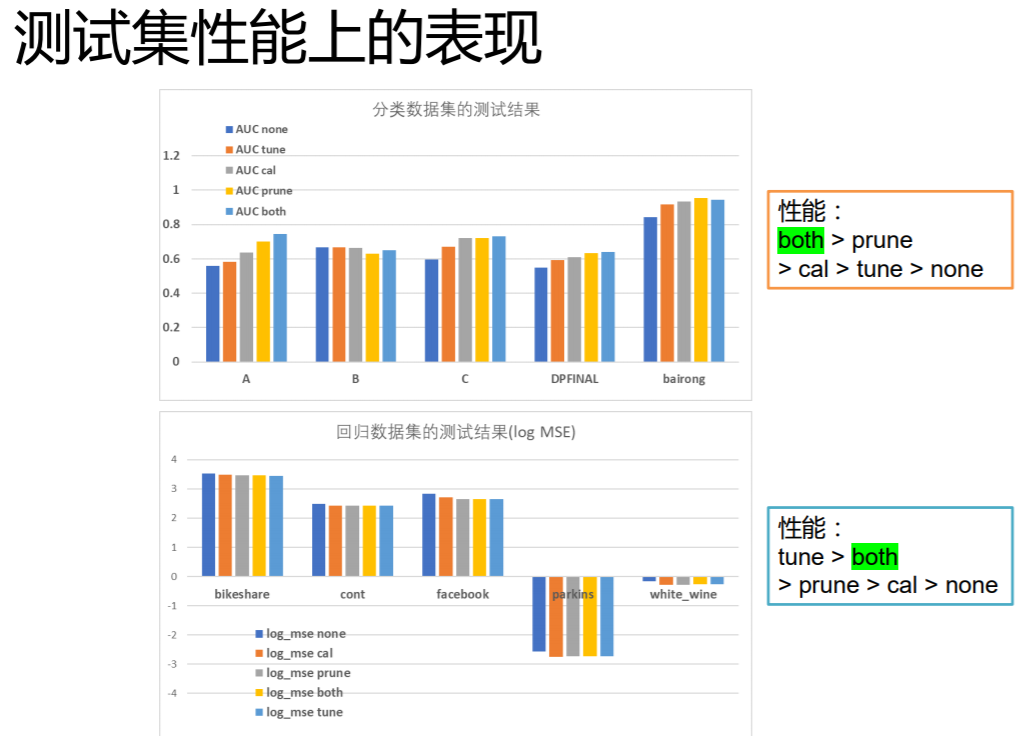 测试集性能上的表现
分类数据集的测试结果
AUC none
AUC tune
AUC cal
AUC prune
AUC both
1.2
1
0.8
0.6
0.4
0.2
0
A B C DPFINAL bairong
性能：
both > prune
> cal > tune > none
回归数据集的测试结果(log MSE)
4
3
2
1
0
-1
-2
-3
-4
bikeshare cont facebook parkins white_wine
log_mse none
log_mse cal
log_mse prune
log_mse both
log_mse tune
性能：
tune > both
> prune > cal > none